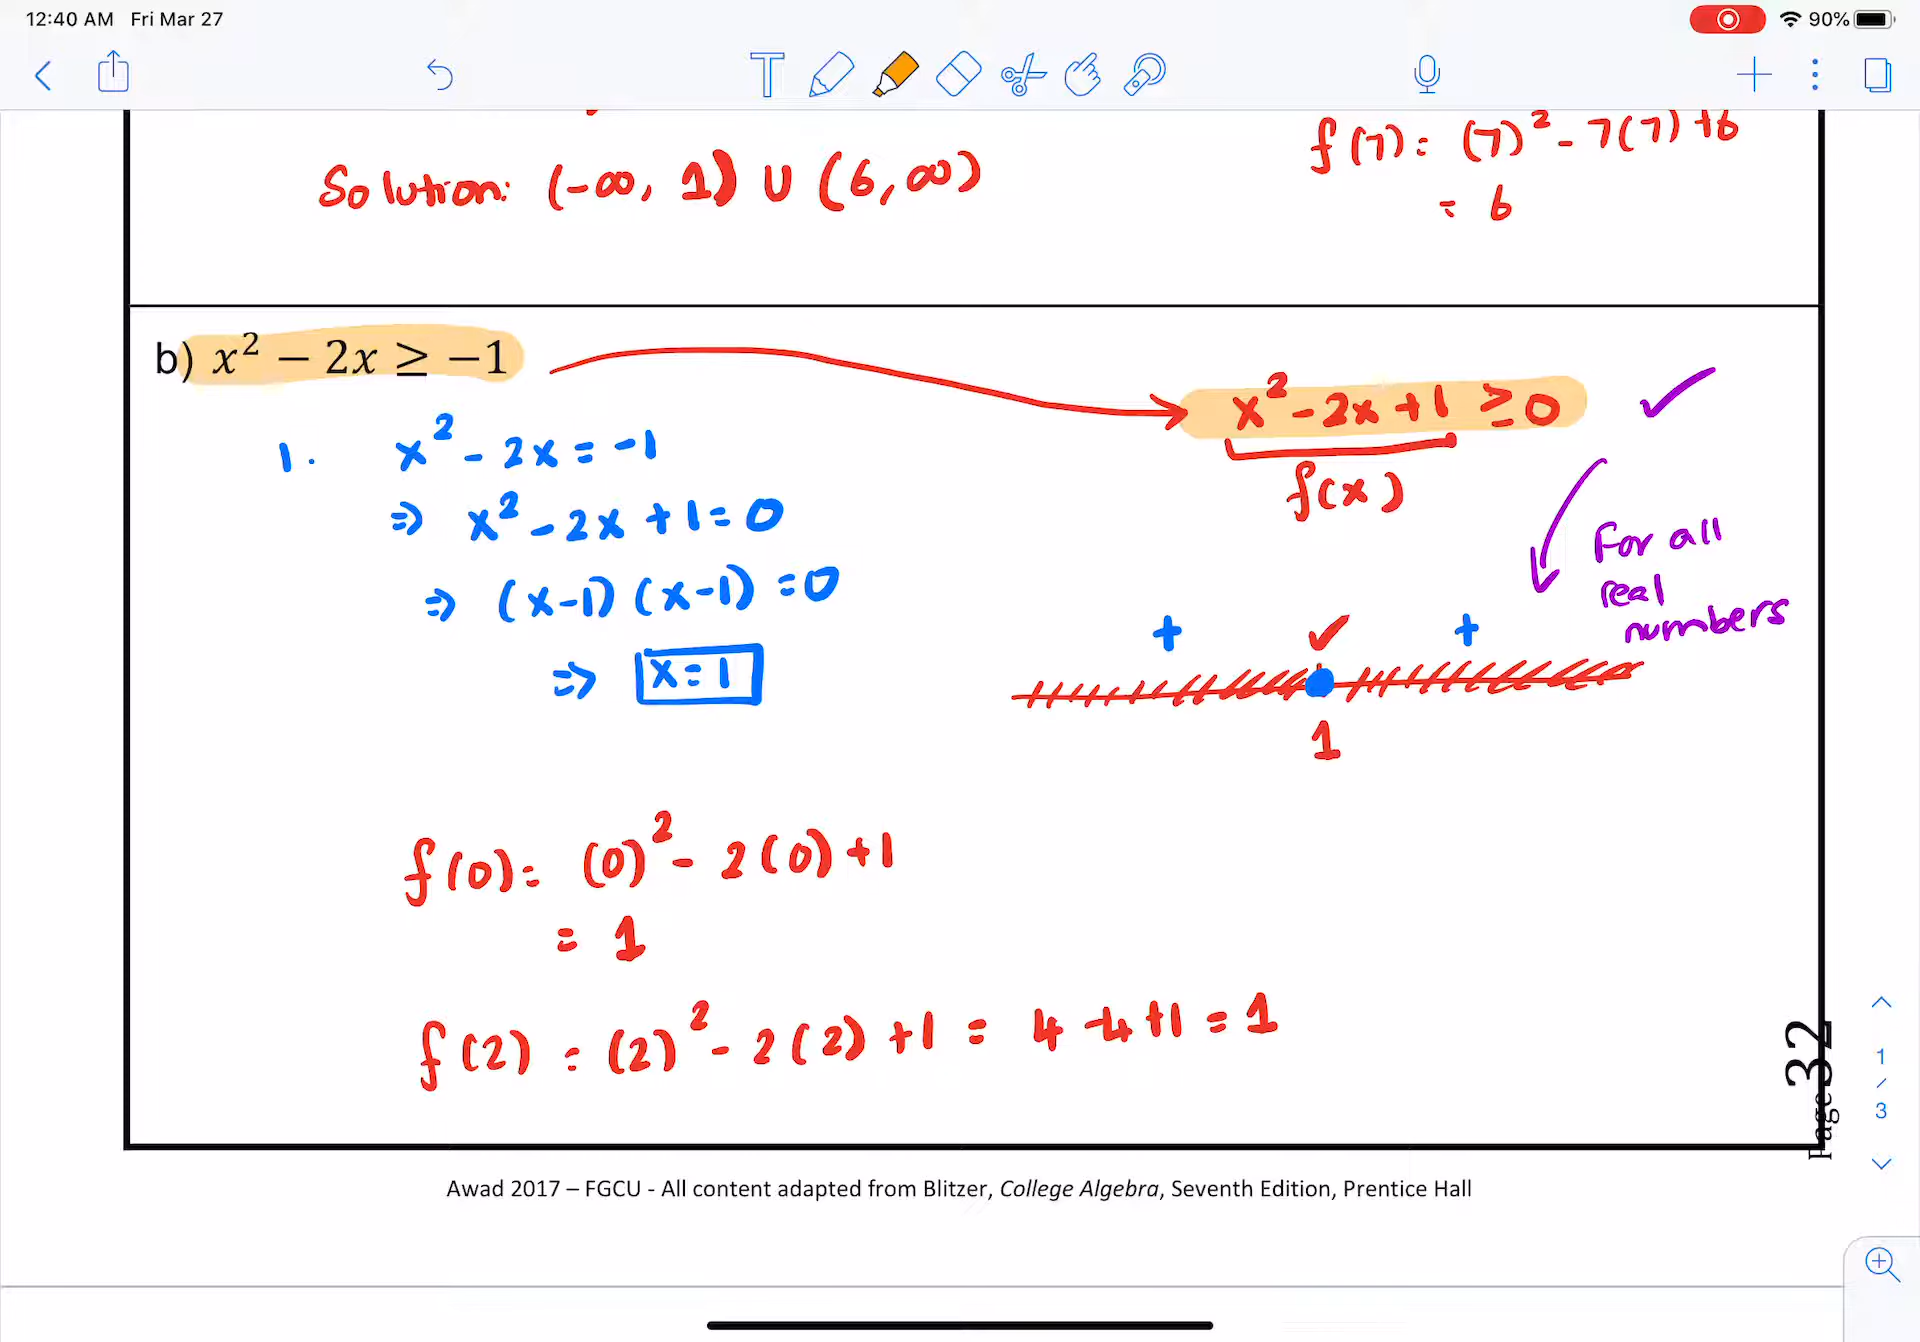 12:40 AM Fri Mar 27
90%
f(7) = (7)² - 7(7) + 6
= 6
Solution: (-∞, 1) ∪ (6, ∞)
b) x² − 2x ≥ −1
x² - 2x + 1 ≥ 0
f(x)
1. x² - 2x = -1
⇒ x² - 2x + 1 = 0
⇒ (x-1) (x-1) = 0
⇒ x = 1
For all
real
numbers
+ ✓ +
1
f(0) = (0)² - 2(0) + 1
= 1
f(2) = (2)² - 2(2) + 1 = 4 - 4 + 1 = 1
Page 32
1
/
3
Awad 2017 – FGCU - All content adapted from Blitzer, College Algebra, Seventh Edition, Prentice Hall